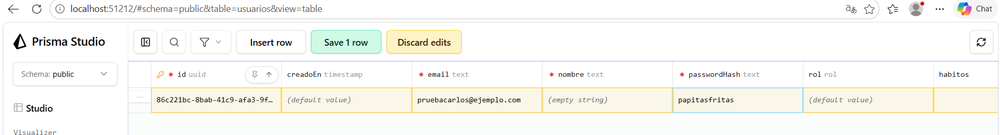 localhost:51212/#schema=public&table=usuarios&view=table
Chat
Prisma Studio
Insert row
Save 1 row
Discard edits
Schema: public
* id uuid
creadoEn timestamp
* email text
* nombre text
* passwordHash text
rol rol
habitos
86c221bc-8bab-41c9-afa3-9f…
(default value)
pruebacarlos@ejemplo.com
(empty string)
papitasfritas
(default value)
Studio
Visualizer